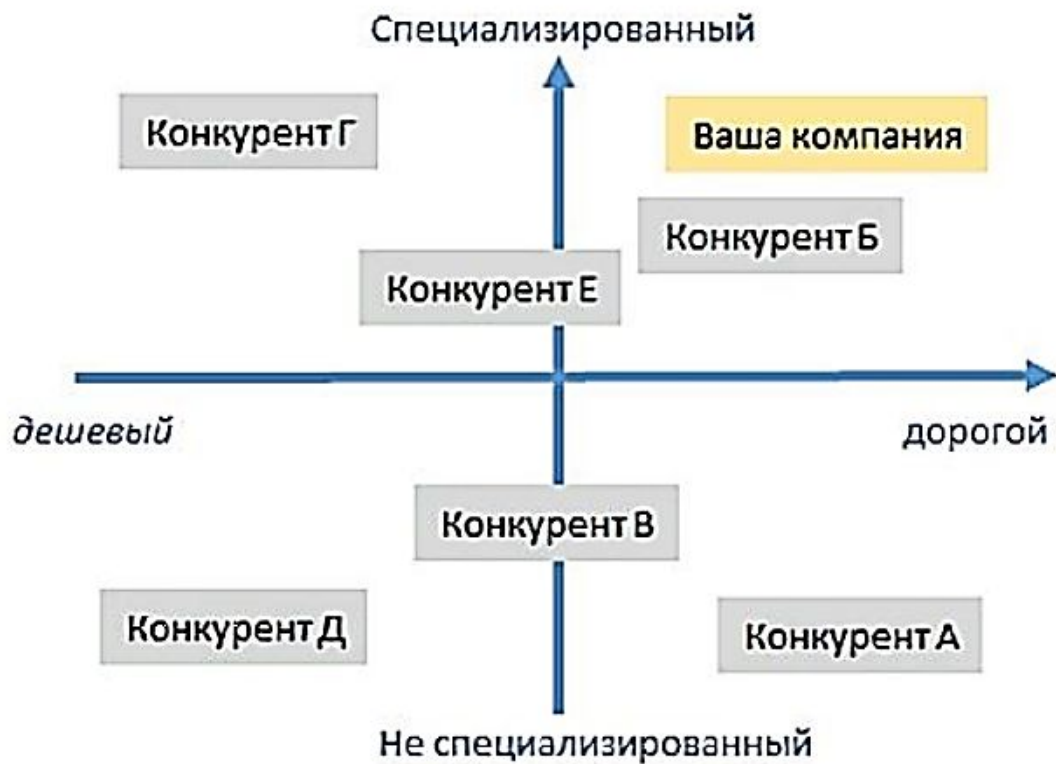 Специализированный
Конкурент Г
Ваша компания
Конкурент Б
Конкурент Е
дешевый
дорогой
Конкурент В
Конкурент Д
Конкурент А
Не специализированный